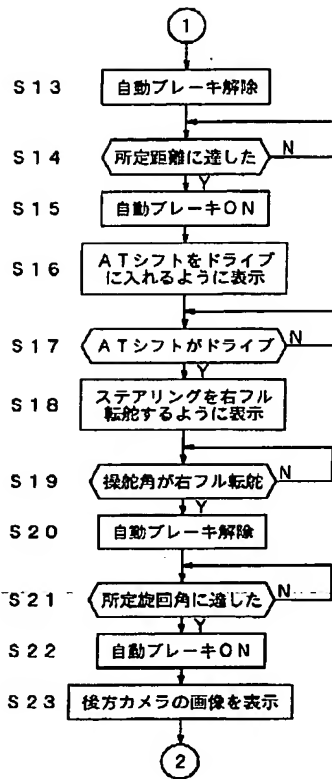 1
S13 自動ブレーキ解除
S14 所定距離に達した N
Y
S15 自動ブレーキON
S16 ATシフトをドライブ
に入れるように表示
S17 ATシフトがドライブ N
Y
S18 ステアリングを右フル
転舵するように表示
S19 操舵角が右フル転舵 N
Y
S20 自動ブレーキ解除
S21 所定旋回角に達した N
Y
S22 自動ブレーキON
S23 後方カメラの画像を表示
2